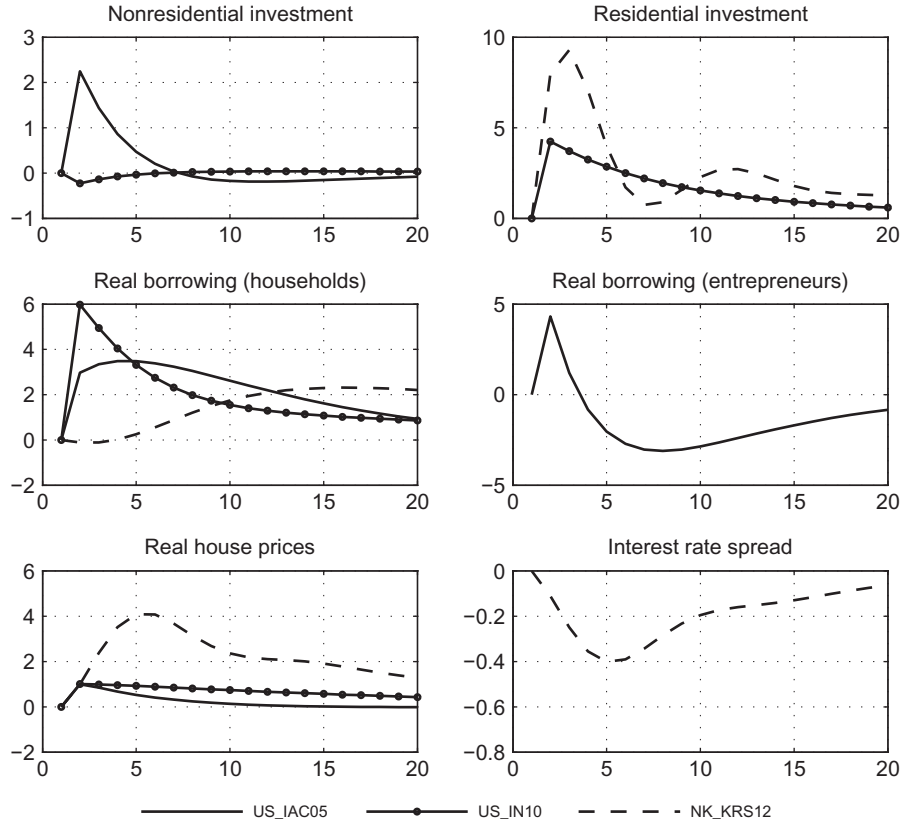 Nonresidential investment
3
2
1
0
−1
0 5 10 15 20
Residential investment
10
5
0
0 5 10 15 20
Real borrowing (households)
6
4
2
0
−2
0 5 10 15 20
Real borrowing (entrepreneurs)
5
0
−5
0 5 10 15 20
Real house prices
6
4
2
0
−2
0 5 10 15 20
Interest rate spread
0
−0.2
−0.4
−0.6
−0.8
0 5 10 15 20
US_IAC05 US_IN10 NK_KRS12